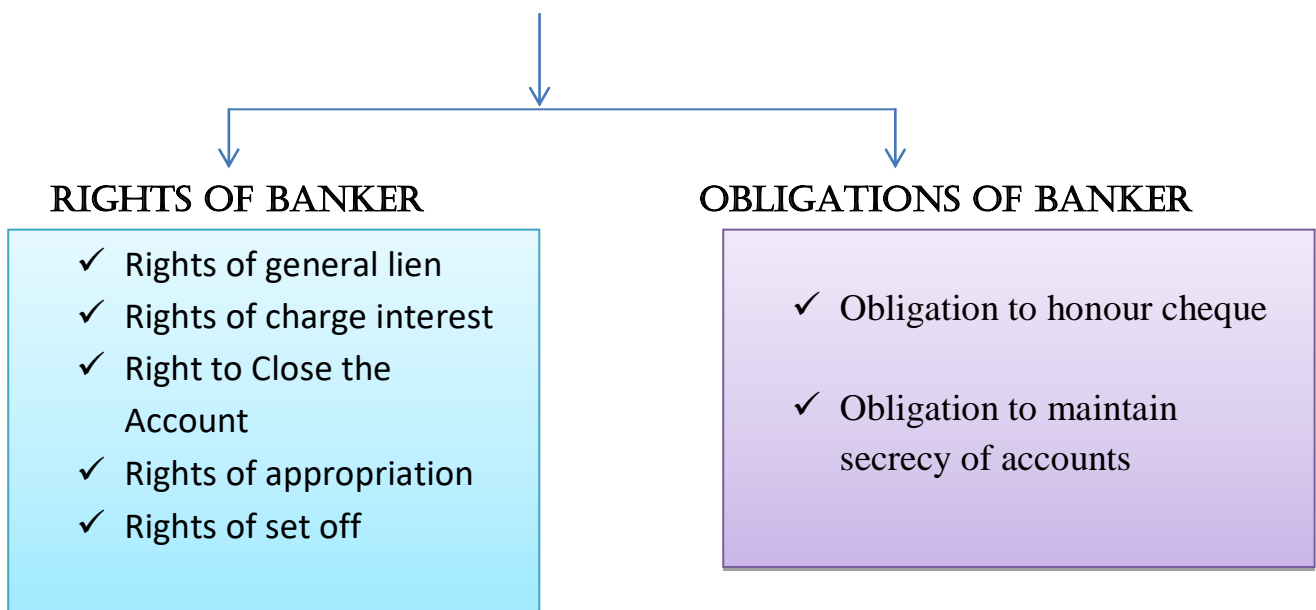 RIGHTS OF BANKER
✓ Rights of general lien
✓ Rights of charge interest
✓ Right to Close the
Account
✓ Rights of appropriation
✓ Rights of set off
OBLIGATIONS OF BANKER
✓ Obligation to honour cheque
✓ Obligation to maintain
secrecy of accounts